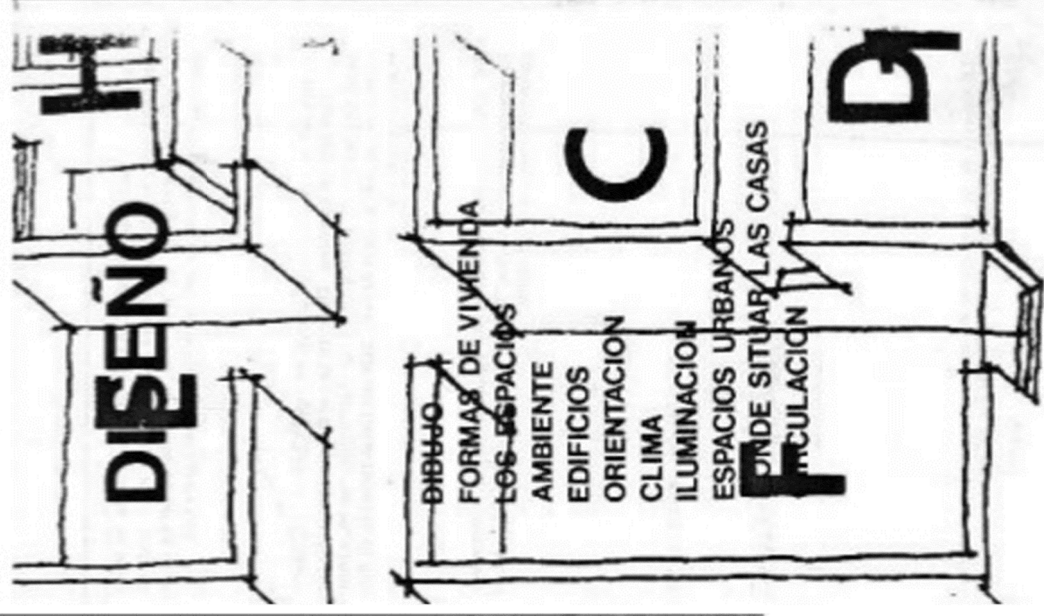 DISEÑO
DIBUJO
FORMAS DE VIVIENDA
LOS ESPACIOS
AMBIENTE
EDIFICIOS
ORIENTACION
CLIMA
ILUMINACION
ESPACIOS URBANOS
DONDE SITUAR LAS CASAS
CIRCULACION
H
E
C
D
F